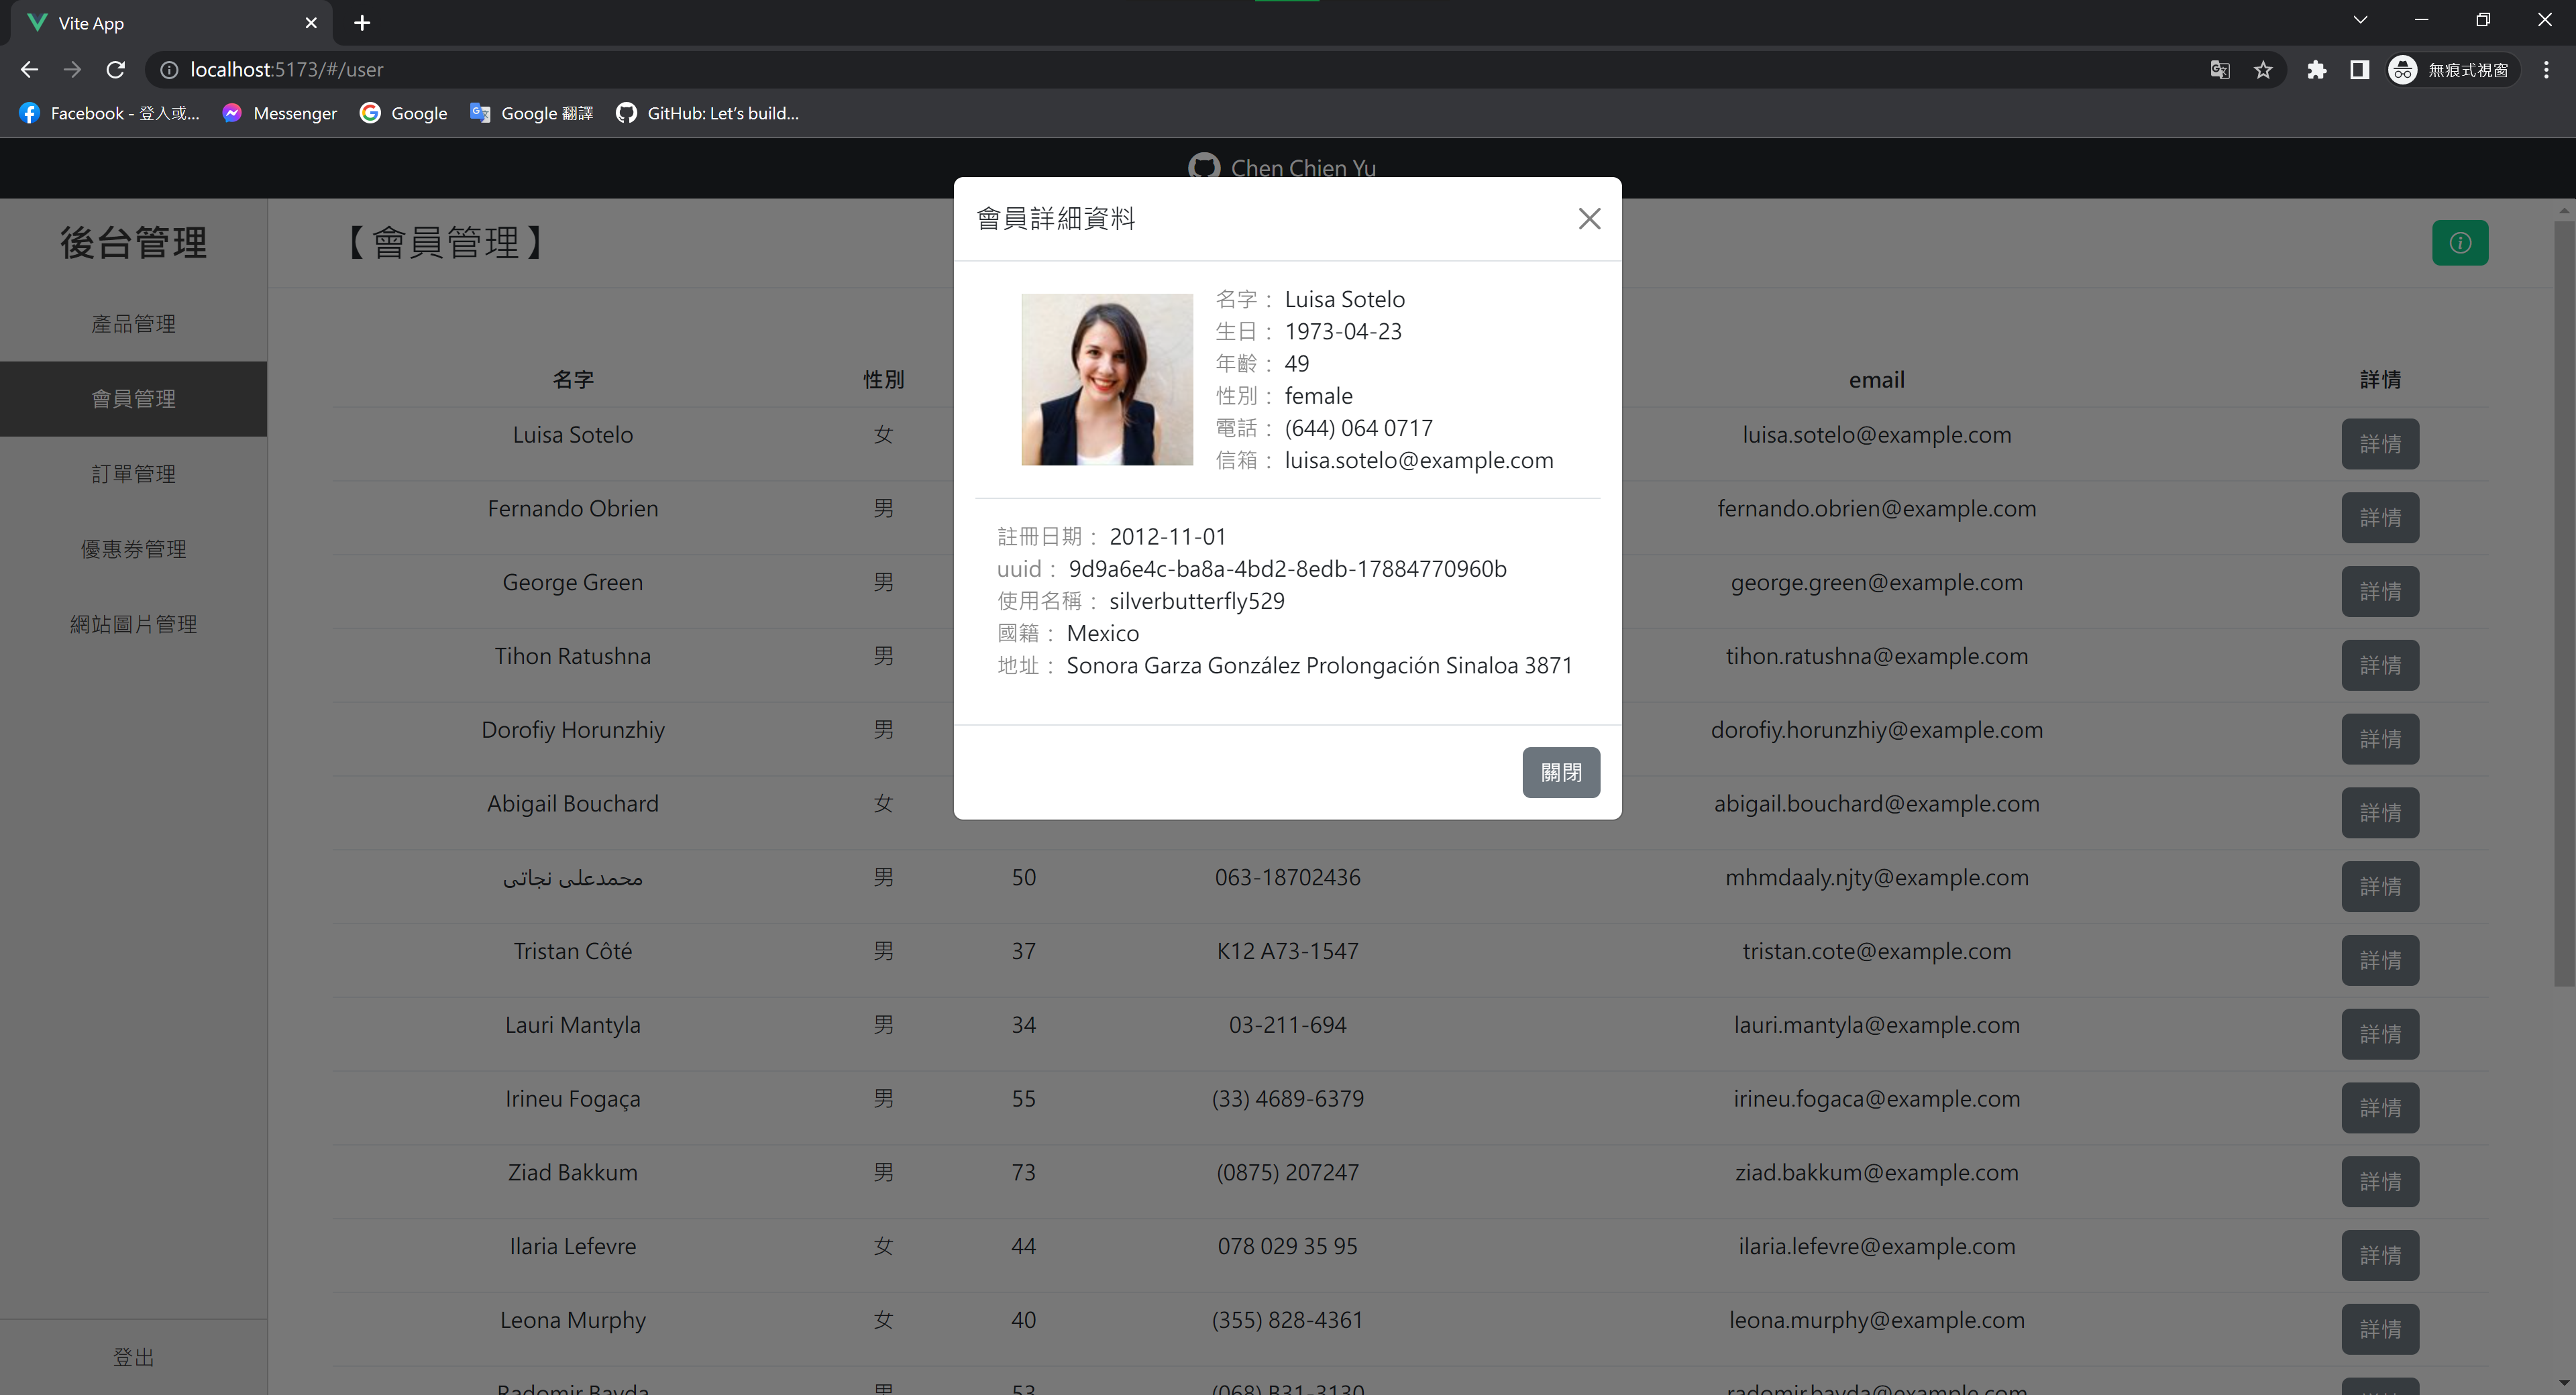 Vite App
localhost:5173/#/user
無痕式視窗
Facebook - 登入或...
Messenger
Google
Google 翻譯
GitHub: Let's build...
Chen Chien Yu
後台管理
產品管理
會員管理
訂單管理
優惠券管理
網站圖片管理
登出
【會員管理】
名字 性別 email 詳情
Luisa Sotelo 女 luisa.sotelo@example.com 詳情
Fernando Obrien 男 fernando.obrien@example.com 詳情
George Green 男 george.green@example.com 詳情
Tihon Ratushna 男 tihon.ratushna@example.com 詳情
Dorofiy Horunzhiy 男 dorofiy.horunzhiy@example.com 詳情
Abigail Bouchard 女 abigail.bouchard@example.com 詳情
محمدعلی نجاتی 男 50 063-18702436 mhmdaaly.njty@example.com 詳情
Tristan Côté 男 37 K12 A73-1547 tristan.cote@example.com 詳情
Lauri Mantyla 男 34 03-211-694 lauri.mantyla@example.com 詳情
Irineu Fogaça 男 55 (33) 4689-6379 irineu.fogaca@example.com 詳情
Ziad Bakkum 男 73 (0875) 207247 ziad.bakkum@example.com 詳情
Ilaria Lefevre 女 44 078 029 35 95 ilaria.lefevre@example.com 詳情
Leona Murphy 女 40 (355) 828-4361 leona.murphy@example.com 詳情
Radomir Bayda 男 53 (068) B31-3130 radomir.bayda@example.com
會員詳細資料
名字： Luisa Sotelo
生日： 1973-04-23
年齡： 49
性別： female
電話： (644) 064 0717
信箱： luisa.sotelo@example.com
註冊日期： 2012-11-01
uuid： 9d9a6e4c-ba8a-4bd2-8edb-17884770960b
使用名稱： silverbutterfly529
國籍： Mexico
地址： Sonora Garza González Prolongación Sinaloa 3871
關閉